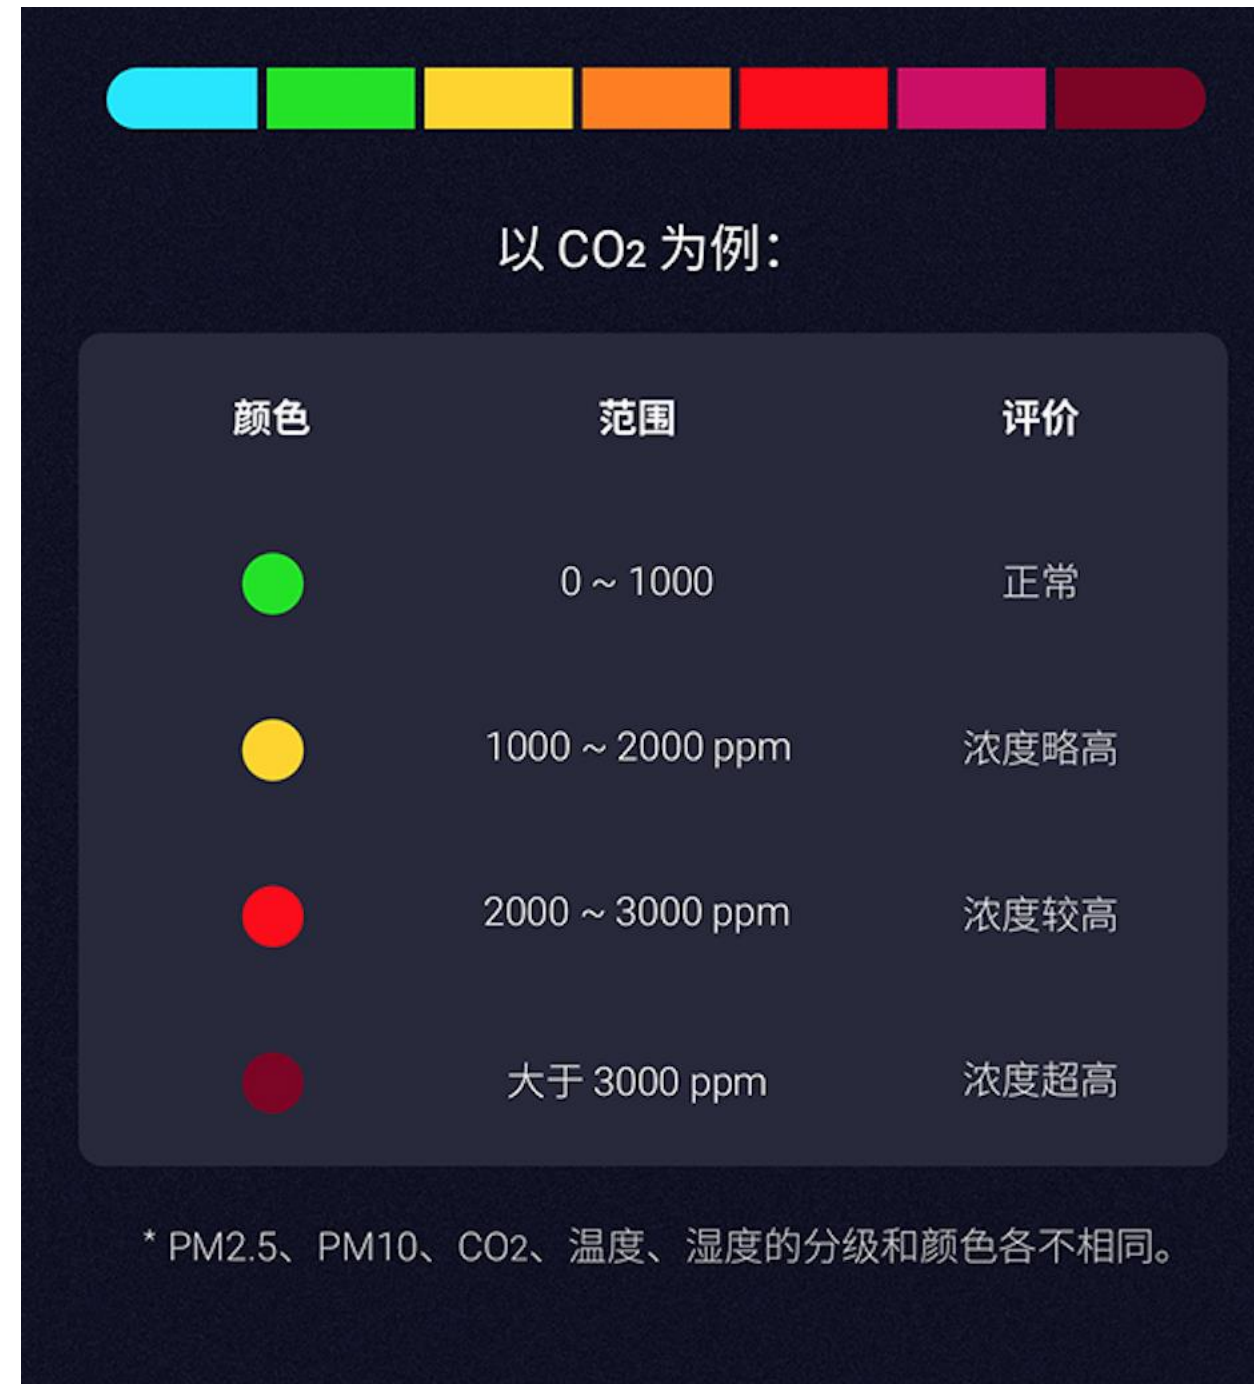 以 CO₂ 为例：
颜色 范围 评价
0 ~ 1000 正常
1000 ~ 2000 ppm 浓度略高
2000 ~ 3000 ppm 浓度较高
大于 3000 ppm 浓度超高
* PM2.5、PM10、CO2、温度、湿度的分级和颜色各不相同。